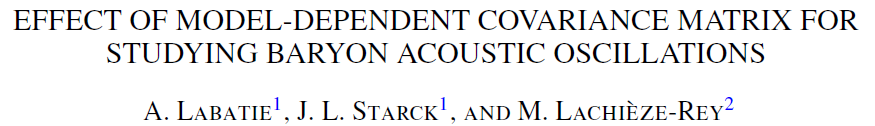 EFFECT OF MODEL-DEPENDENT COVARIANCE MATRIX FOR
STUDYING BARYON ACOUSTIC OSCILLATIONS
A. LABATIE1, J. L. STARCK1, AND M. LACHIÈZE-REY2